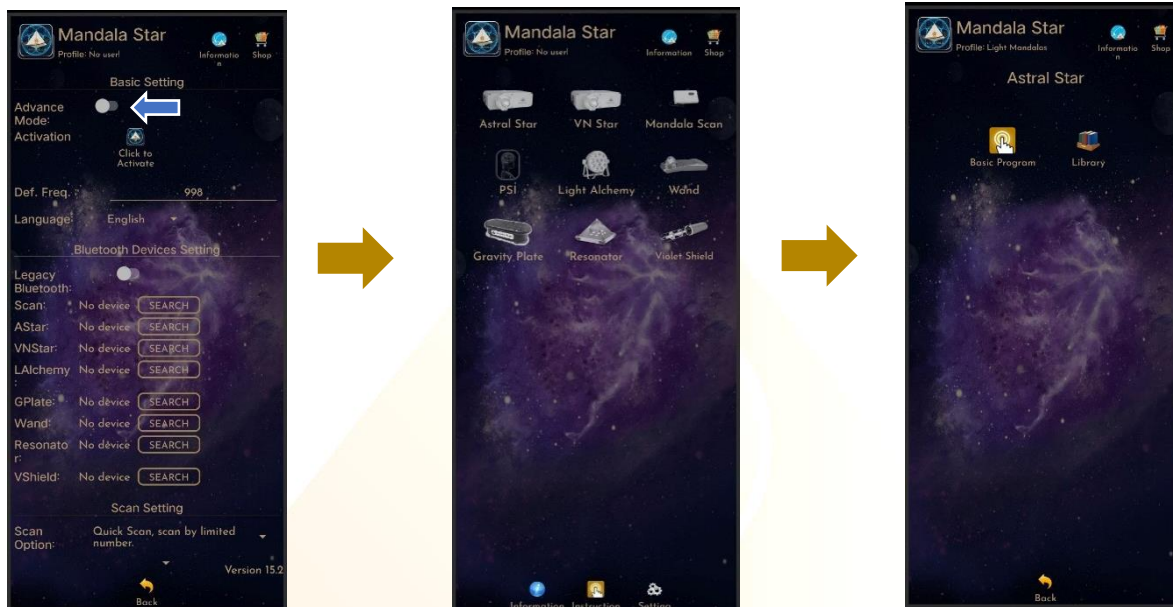 Mandala Star
Profile: No user!
Informatio
n
Shop
Basic Setting
Advance
Mode:
Activation
Click to
Activate
Def. Freq.
998
Language:
English
Bluetooth Devices Setting
Legacy
Bluetooth:
Scan: No device SEARCH
AStar: No device SEARCH
VNStar: No device SEARCH
LAlchemy No device SEARCH
:
GPlate: No device SEARCH
Wand: No device SEARCH
Resonato No device SEARCH
r:
VShield: No device SEARCH
Scan Setting
Scan
Option:
Quick Scan, scan by limited
number.
Version 15.2
Back
Mandala Star
Profile: No user!
Information Shop
Astral Star VN Star Mandala Scan
PSI Light Alchemy Wand
Gravity Plate Resonator Violet Shield
Information Instruction Setting
Mandala Star
Profile: Light Mandalas
Informatio
n
Shop
Astral Star
Basic Program Library
Back